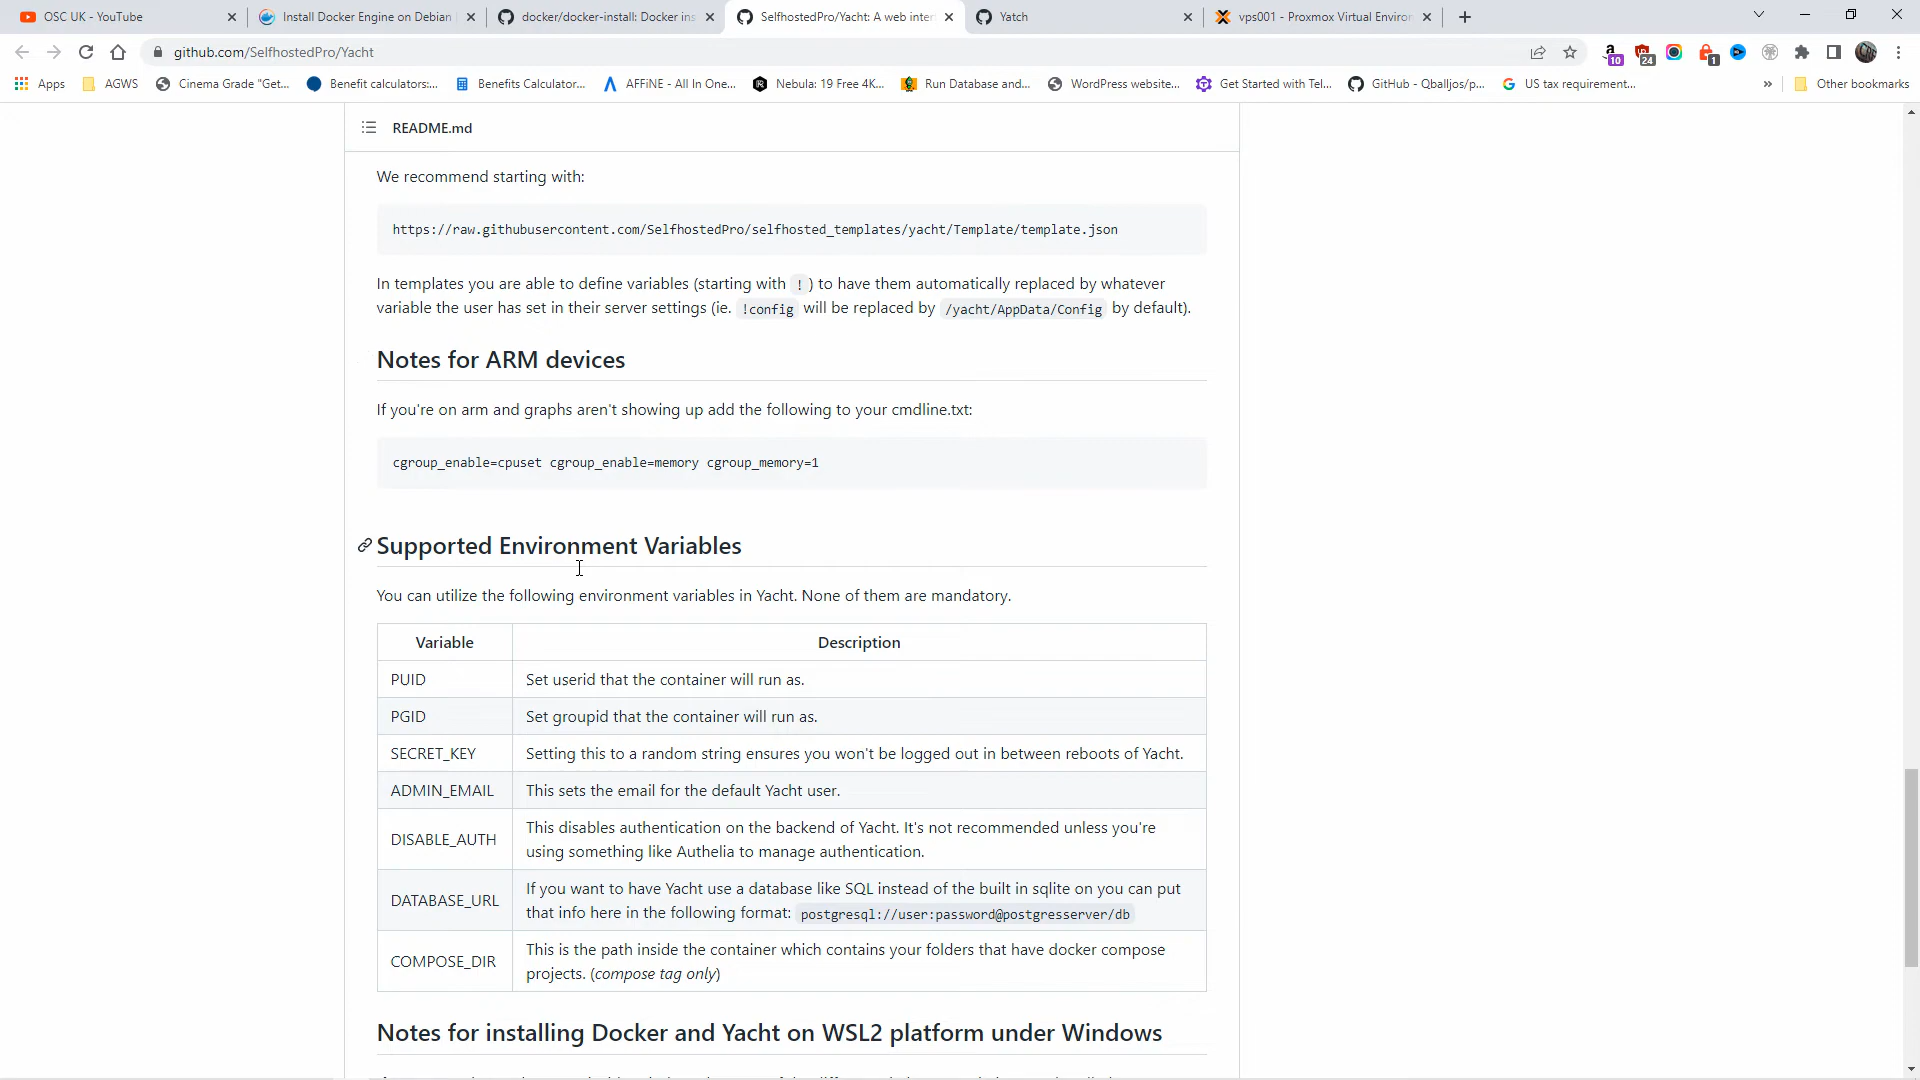 OSC UK - YouTube
Install Docker Engine on Debian
docker/docker-install: Docker ins
SelfhostedPro/Yacht: A web inter
Yatch
vps001 - Proxmox Virtual Enviror
github.com/SelfhostedPro/Yacht
10
24
1
Apps
AGWS
Cinema Grade "Get...
Benefit calculators:...
Benefits Calculator...
AFFiNE - All In One...
Nebula: 19 Free 4K...
Run Database and...
WordPress website...
Get Started with Tel...
GitHub - Qballjos/p...
US tax requirement...
»
Other bookmarks
README.md
We recommend starting with:
https://raw.githubusercontent.com/SelfhostedPro/selfhosted_templates/yacht/Template/template.json
In templates you are able to define variables (starting with ! ) to have them automatically replaced by whatever
variable the user has set in their server settings (ie. !config will be replaced by /yacht/AppData/Config by default).
Notes for ARM devices
If you're on arm and graphs aren't showing up add the following to your cmdline.txt:
cgroup_enable=cpuset cgroup_enable=memory cgroup_memory=1
Supported Environment Variables
You can utilize the following environment variables in Yacht. None of them are mandatory.
Variable Description
PUID Set userid that the container will run as.
PGID Set groupid that the container will run as.
SECRET_KEY Setting this to a random string ensures you won't be logged out in between reboots of Yacht.
ADMIN_EMAIL This sets the email for the default Yacht user.
DISABLE_AUTH This disables authentication on the backend of Yacht. It's not recommended unless you're
using something like Authelia to manage authentication.
DATABASE_URL If you want to have Yacht use a database like SQL instead of the built in sqlite on you can put
that info here in the following format: postgresql://user:password@postgresserver/db
COMPOSE_DIR This is the path inside the container which contains your folders that have docker compose
projects. (compose tag only)
Notes for installing Docker and Yacht on WSL2 platform under Windows